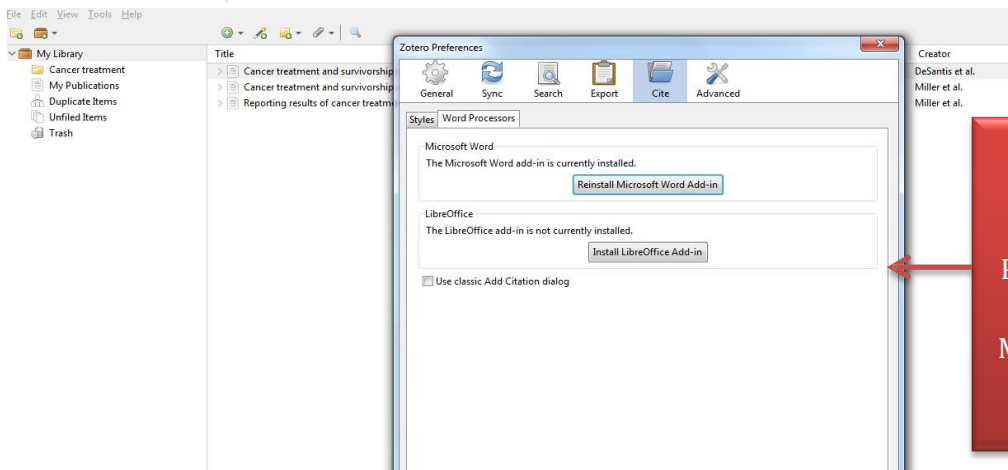 File Edit View Tools Help
My Library
Cancer treatment
My Publications
Duplicate Items
Unfiled Items
Trash
Title
Cancer treatment and survivorship
Cancer treatment and survivorship
Reporting results of cancer treatme
Zotero Preferences
General Sync Search Export Cite Advanced
Styles Word Processors
Microsoft Word
The Microsoft Word add-in is currently installed.
Reinstall Microsoft Word Add-in
LibreOffice
The LibreOffice add-in is not currently installed.
Install LibreOffice Add-in
Use classic Add Citation dialog
Creator
DeSantis et al.
Miller et al.
Miller et al.
M